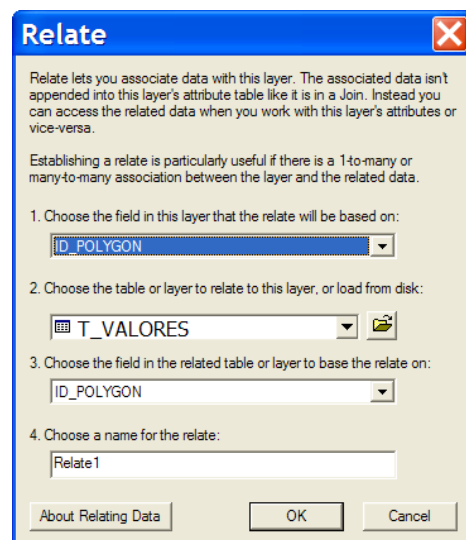 Relate
Relate lets you associate data with this layer. The associated data isn't
appended into this layer's attribute table like it is in a Join. Instead you
can access the related data when you work with this layer's attributes or
vice-versa.
Establishing a relate is particularly useful if there is a 1-to-many or
many-to-many association between the layer and the related data.
1. Choose the field in this layer that the relate will be based on:
ID_POLYGON
2. Choose the table or layer to relate to this layer, or load from disk:
T_VALORES
3. Choose the field in the related table or layer to base the relate on:
ID_POLYGON
4. Choose a name for the relate:
Relate1
About Relating Data OK Cancel